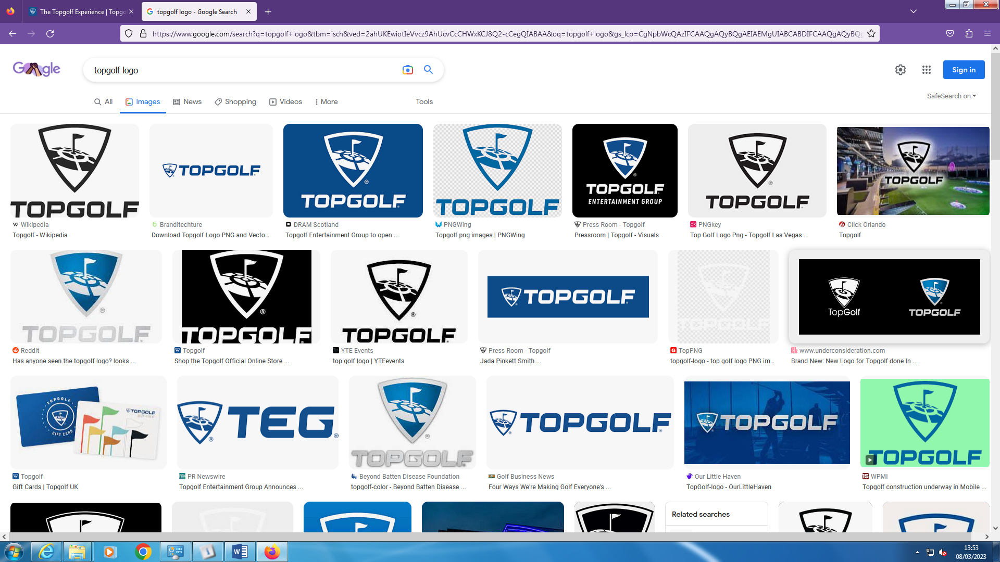 The Topgolf Experience | Topgo
topgolf logo - Google Search
https://www.google.com/search?q=topgolf+logo&tbm=isch&ved=2ahUKEwiotIeVvcz9AhUcvCcCHWxKCJ8Q2-cCegQIABAA&oq=topgolf+logo&gs_lcp=CgNpbWcQAzIFCAAQgAQyBQgAEIAEMgUIABCABDIFCAAQgAQyBQg
Google
topgolf logo
Sign in
All
Images
News
Shopping
Videos
More
Tools
SafeSearch on
TOPGOLF
TOPGOLF
TOPGOLF
TOPGOLF
TOPGOLF
ENTERTAINMENT GROUP
TOPGOLF
TOPGOLF
Wikipedia
Topgolf - Wikipedia
Branditechture
Download Topgolf Logo PNG and Vecto...
DRAM Scotland
Topgolf Entertainment Group to open ...
PNGWing
Topgolf png images | PNGWing
Press Room - Topgolf
Pressroom | Topgolf - Visuals
PNGkey
Top Golf Logo Png - Topgolf Las Vegas ...
Click Orlando
Topgolf
TOPGOLF
TOPGOLF
TOPGOLF
TOPGOLF
TOPGOLF
TopGolf
TOPGOLF
Reddit
Has anyone seen the topgolf logo? looks ...
Topgolf
Shop the Topgolf Official Online Store ...
YTE Events
top golf logo | YTEevents
Press Room - Topgolf
Jada Pinkett Smith ...
TopPNG
topgolf-logo - top golf logo PNG im...
www.underconsideration.com
Brand New: New Logo for Topgolf done In ...
TOPGOLF
GIFT CARD
TOPGOLF
gift card
TEG
TOPGOLF
TOPGOLF
TOPGOLF
TOPGOLF
Topgolf
Gift Cards | Topgolf UK
PR Newswire
Topgolf Entertainment Group Announces ...
Beyond Batten Disease Foundation
topgolf-color - Beyond Batten Disease ...
Golf Business News
Four Ways We're Making Golf Everyone's ...
Our Little Haven
TopGolf-logo - OurLittleHaven
WPMI
Topgolf construction underway in Mobile ...
Related searches
13:53
08/03/2023